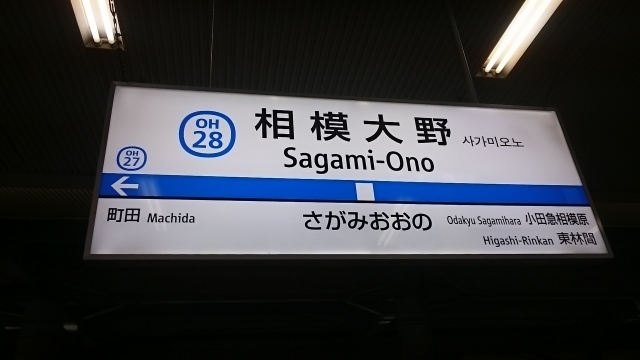 OH
28
相模大野 사가미오노
Sagami-Ono
OH
27
町田 Machida
さがみおおの
Odakyu Sagamihara 小田急相模原
Higashi-Rinkan 東林間